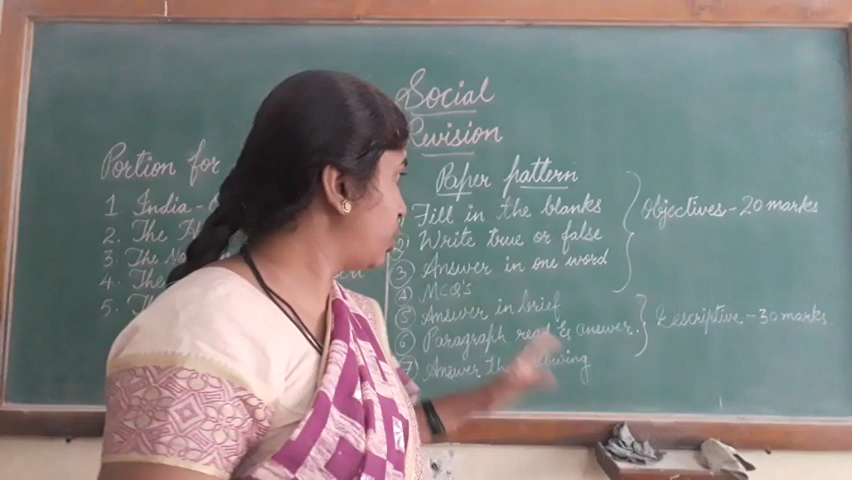 Social
Revision
Portion for
1. India -
2. The
3. The
4. The
5. The
Paper pattern
Fill in the blanks
2) Write true or false
3) Answer in one word
4) MCQ's
5) Answer in brief
6) Paragraph read & answer.
7) Answer the
Objectives - 20 marks
Descriptive - 30 marks.